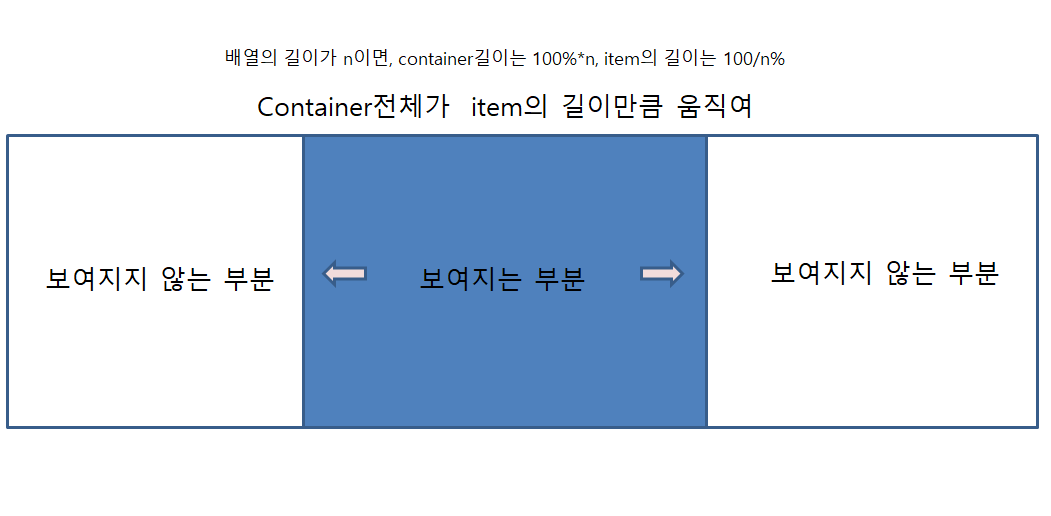 배열의 길이가 n이면, container길이는 100%*n, item의 길이는 100/n%
Container전체가 item의 길이만큼 움직여
보여지지 않는 부분
보여지는 부분
보여지지 않는 부분